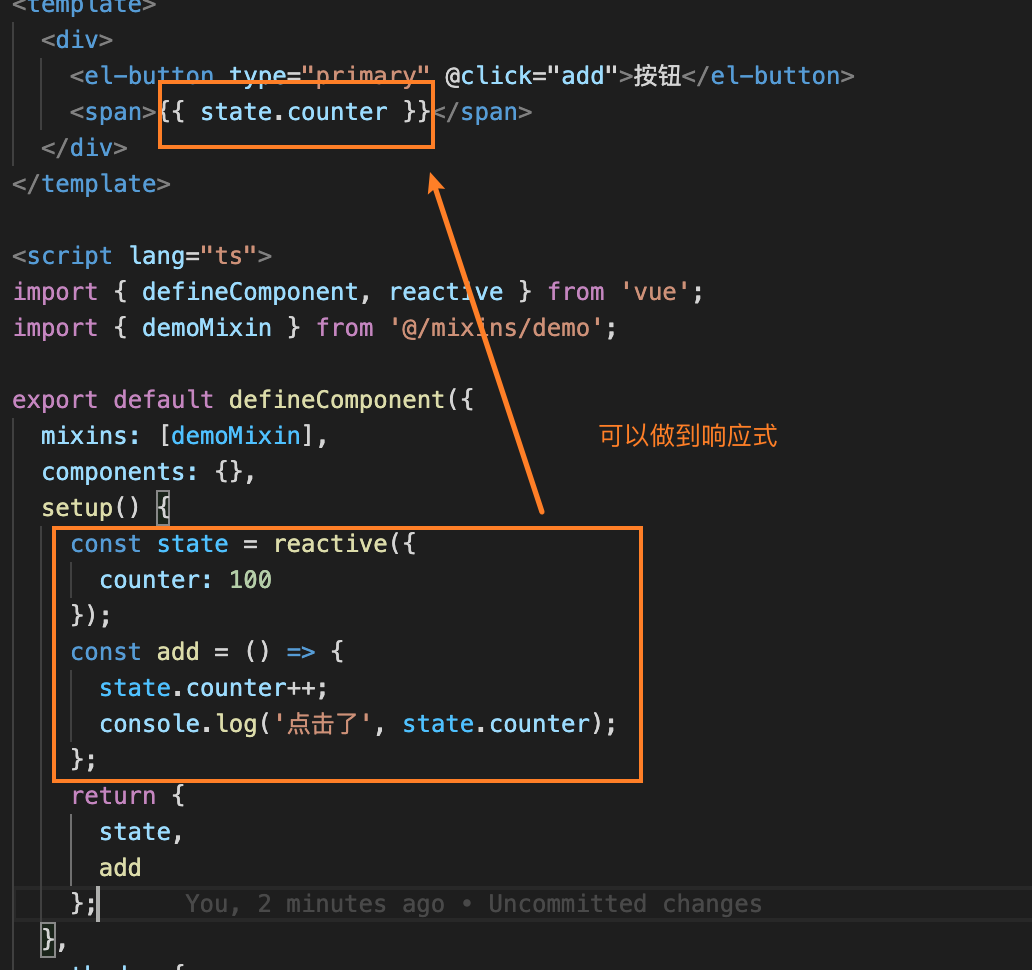 <template>
<div>
<el-button type="primary" @click="add">按钮</el-button>
<span>{{ state.counter }}</span>
</div>
</template>
<script lang="ts">
import { defineComponent, reactive } from 'vue';
import { demoMixin } from '@/mixins/demo';
export default defineComponent({
mixins: [demoMixin],
可以做到响应式
components: {},
setup() {
const state = reactive({
counter: 100
});
const add = () => {
state.counter++;
console.log('点击了', state.counter);
};
return {
state,
add
};
You, 2 minutes ago • Uncommitted changes
},